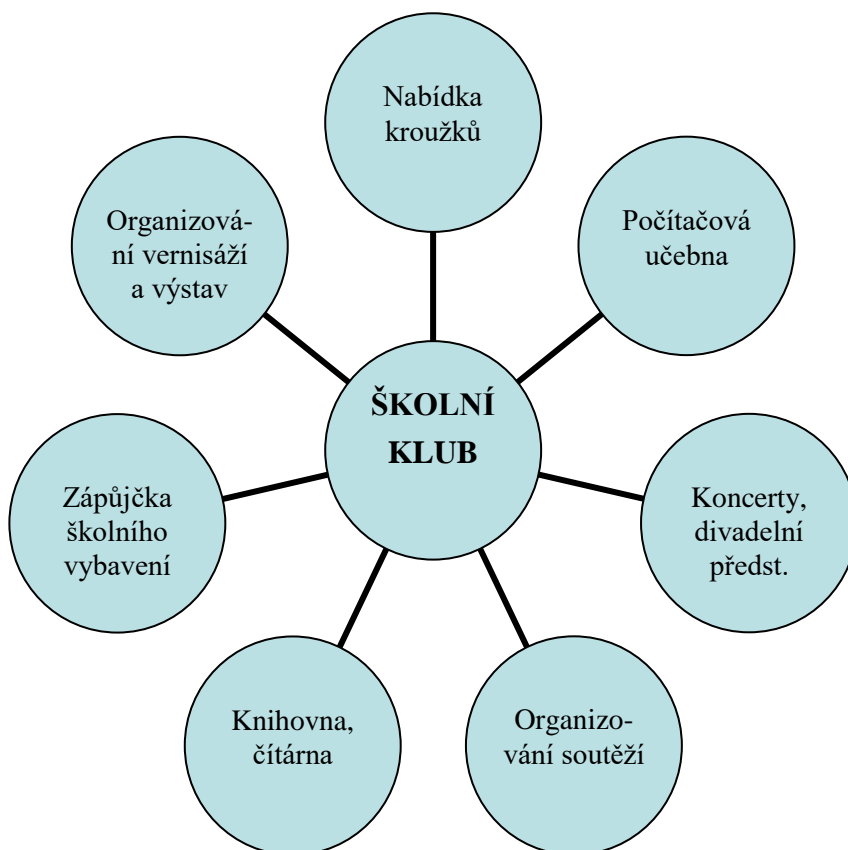 Nabídka
kroužků
Organizová-
ní vernisáží
a výstav
Počítačová
učebna
ŠKOLNÍ
KLUB
Zápůjčka
školního
vybavení
Koncerty,
divadelní
předst.
Knihovna,
čítárna
Organizo-
vání soutěží